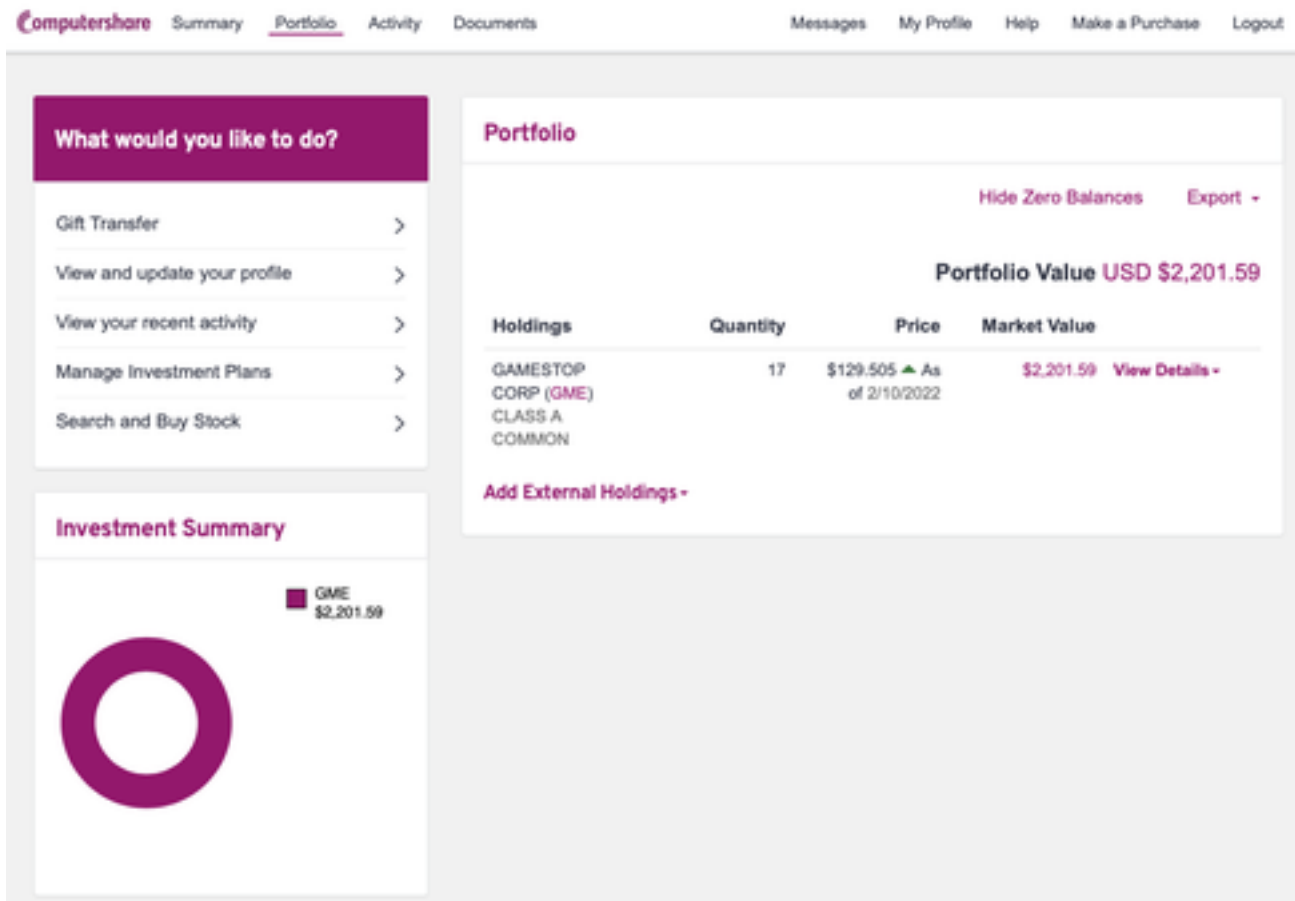 Computershare Summary Portfolio Activity Documents Messages My Profile Help Make a Purchase Logout
What would you like to do?
Gift Transfer
View and update your profile
View your recent activity
Manage Investment Plans
Search and Buy Stock
Investment Summary
GME
$2,201.59
Portfolio
Hide Zero Balances Export
Portfolio Value USD $2,201.59
Holdings Quantity Price Market Value
GAMESTOP 17 $129.505 As $2,201.59 View Details
CORP (GME) of 2/10/2022
CLASS A
COMMON
Add External Holdings